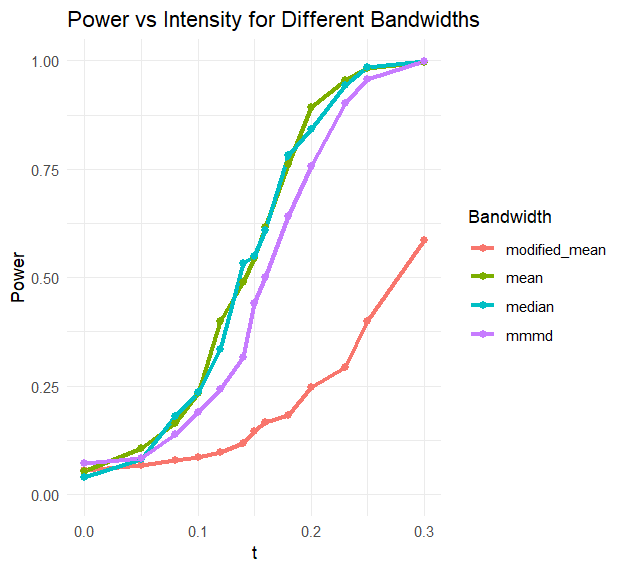 Power vs Intensity for Different Bandwidths
1.00
0.75
0.50
0.25
0.00
Power
0.0
0.1
0.2
0.3
t
Bandwidth
modified_mean
mean
median
mmmd